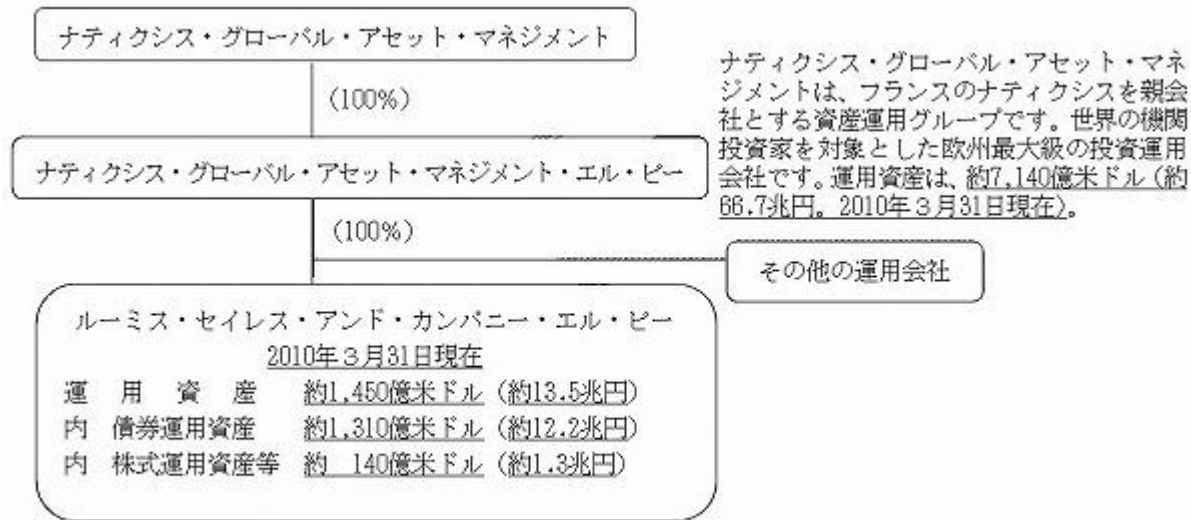 ナティクシス・グローバル・アセット・マネジメント
(100%)
ナティクシス・グローバル・アセット・マネジメント・エル・ピー
(100%)
ナティクシス・グローバル・アセット・マネ
ジメントは、フランスのナティクシスを親会
社とする資産運用グループです。世界の機関
投資家を対象とした欧州最大級の投資運用
会社です。運用資産は、約7,140億米ドル(約
66.7兆円。2010年3月31日現在)。
その他の運用会社
ルーミス・セイレス・アンド・カンパニー・エル・ピー
2010年3月31日現在
運用資産 約1,450億米ドル (約13.5兆円)
内 債券運用資産 約1,310億米ドル (約12.2兆円)
内 株式運用資産等 約 140億米ドル (約1.3兆円)